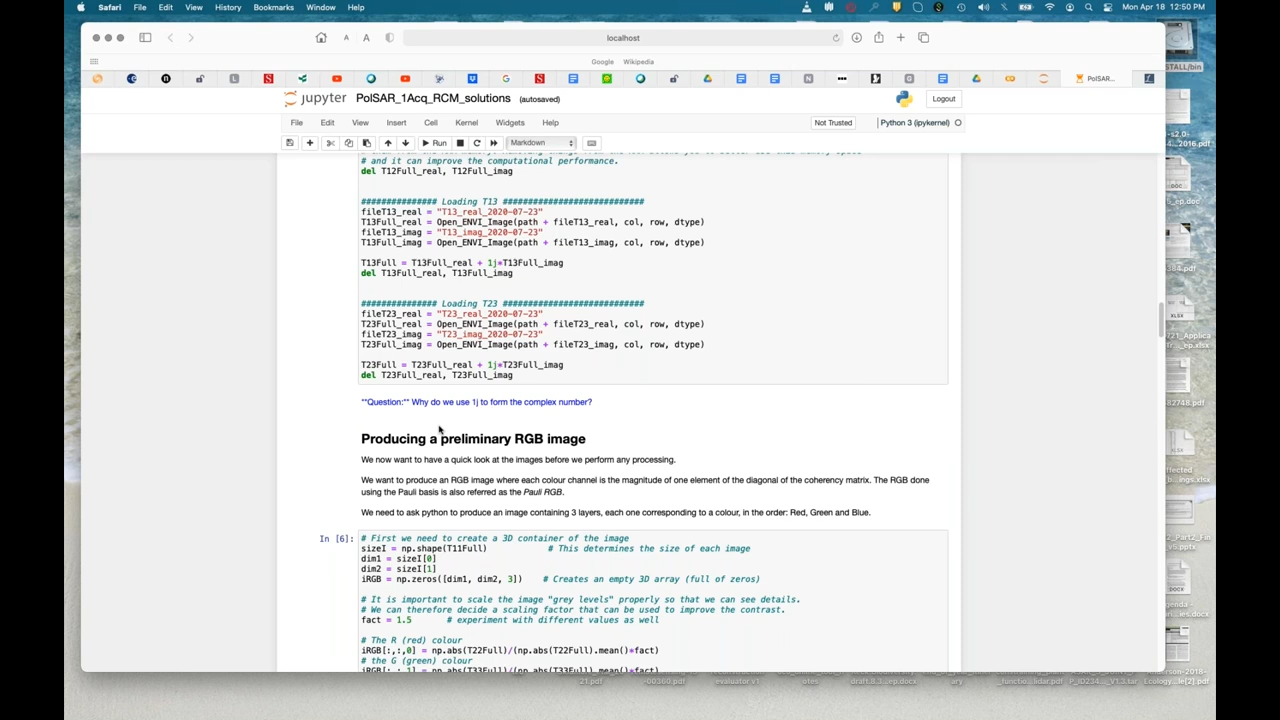 Safari File Edit View History Bookmarks Window Help
Mon Apr 18 12:50 PM
A A localhost
Google Wikipedia
PolSAR...
jupyter PolSAR_1Acq_RCM_solutions (autosaved)
Logout
File Edit View Insert Cell Kernel Widgets Help
Not Trusted Python 3 (ipykernel)
Run Markdown
# and it can improve the computational performance.
del T12Full_real, T12Full_imag
############### Loading T13 ##########################
fileT13_real = "T13_real_2020-07-23"
T13Full_real = Open_ENVI_Image(path + fileT13_real, col, row, dtype)
fileT13_imag = "T13_imag_2020-07-23"
T13Full_imag = Open_ENVI_Image(path + fileT13_imag, col, row, dtype)
T13Full = T13Full_real + 1j*T13Full_imag
del T13Full_real, T13Full_imag
############### Loading T23 ##########################
fileT23_real = "T23_real_2020-07-23"
T23Full_real = Open_ENVI_Image(path + fileT23_real, col, row, dtype)
fileT23_imag = "T23_imag_2020-07-23"
T23Full_imag = Open_ENVI_Image(path + fileT23_imag, col, row, dtype)
T23Full = T23Full_real + 1j*T23Full_imag
del T23Full_real, T23Full_imag
**Question:** Why do we use 1j to form the complex number?
Producing a preliminary RGB image
We now want to have a quick look at the images before we perform any processing.
We want to produce an RGB image where each colour channel is the magnitude of one element of the diagonal of the coherency matrix. The RGB done
using the Pauli basis is also referred as the Pauli RGB.
We need to ask python to produce an image containing 3 layers, each one corresponding to a colour, in the order: Red, Green and Blue.
In [6]:
# First we need to create a 3D container of the image
sizeI = np.shape(T11Full) # This determines the size of each image
dim1 = sizeI[0]
dim2 = sizeI[1]
iRGB = np.zeros([dim1, dim2, 3]) # Creates an empty 3D array (full of zeros)
# It is important to scale the image "grey levels" properly so that we can see details.
# We can therefore decide a scaling factor that can be used to improve the contrast.
fact = 1.5 # experiment with different values as well
# The R (red) colour
iRGB[:,:,0] = np.abs(T22Full)/(np.abs(T22Full).mean()*fact)
# the G (green) colour
iRGB[:,:,1] = np.abs(T33Full)/(np.abs(T33Full).mean()*fact)